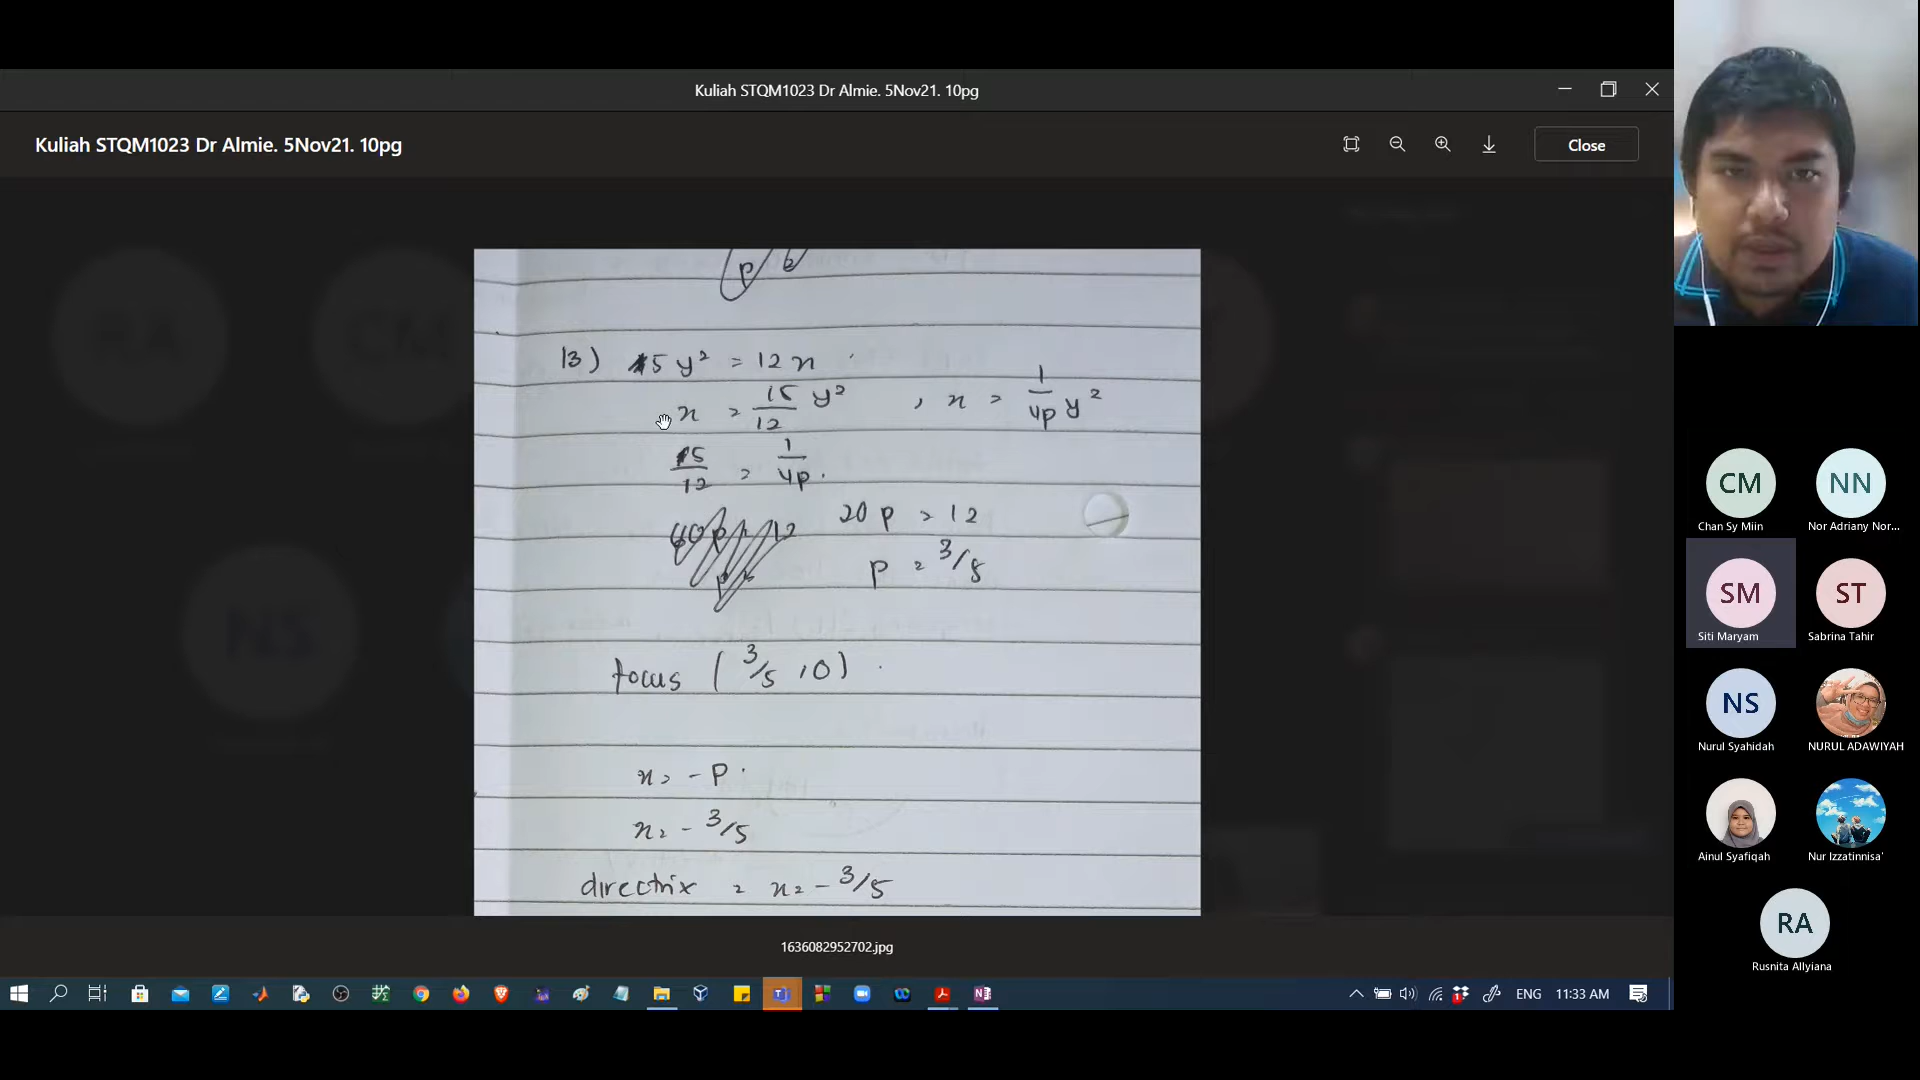 Kuliah STQM1023 Dr Almie. 5Nov21. 10pg
Kuliah STQM1023 Dr Almie. 5Nov21. 10pg
Close
13) 5 y² = 12 x
x = 15/12 y² , x = 1/4p y²
5/12 = 1/4p.
20 p = 12
p = 3/5
focus ( 3/5 , 0 )
x = - P
x = - 3/5
directrix = x = - 3/5
1636082952702.jpg
CM
Chan Sy Miin
NN
Nor Adriany Nor...
SM
Siti Maryam
ST
Sabrina Tahir
NS
Nurul Syahidah
NURUL ADAWIYAH
Ainul Syafiqah
Nur Izzatinnisa'
RA
Rusnita Allyiana
ENG
11:33 AM